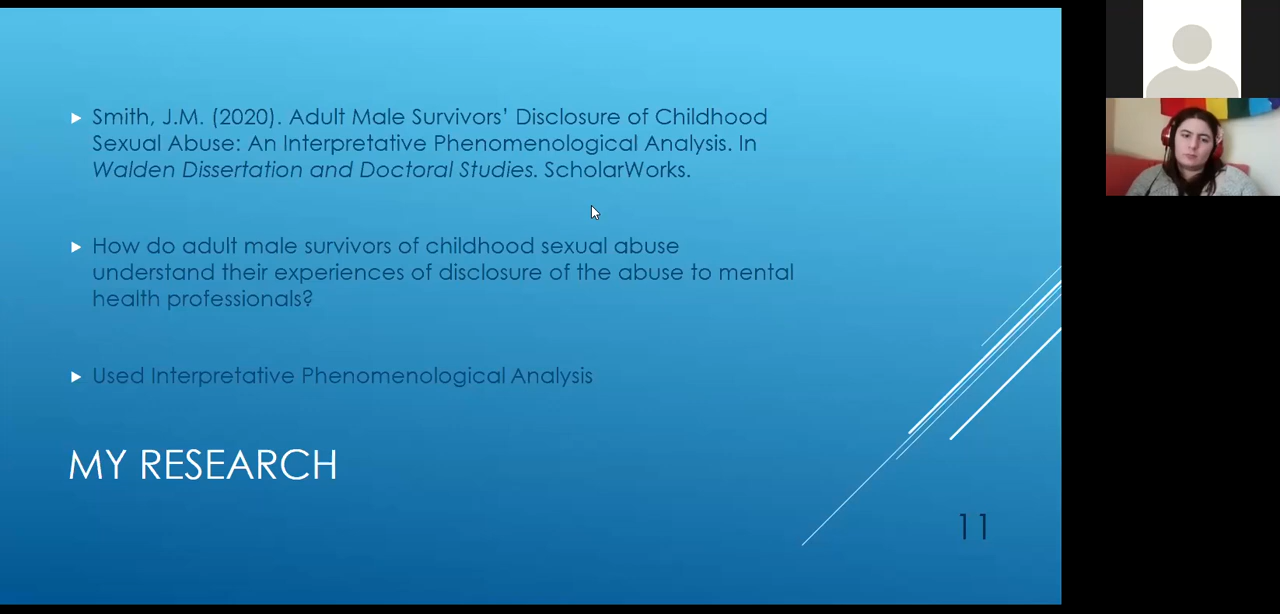 Smith, J.M. (2020). Adult Male Survivors’ Disclosure of Childhood
Sexual Abuse: An Interpretative Phenomenological Analysis. In
Walden Dissertation and Doctoral Studies. ScholarWorks.
How do adult male survivors of childhood sexual abuse
understand their experiences of disclosure of the abuse to mental
health professionals?
Used Interpretative Phenomenological Analysis
MY RESEARCH
11